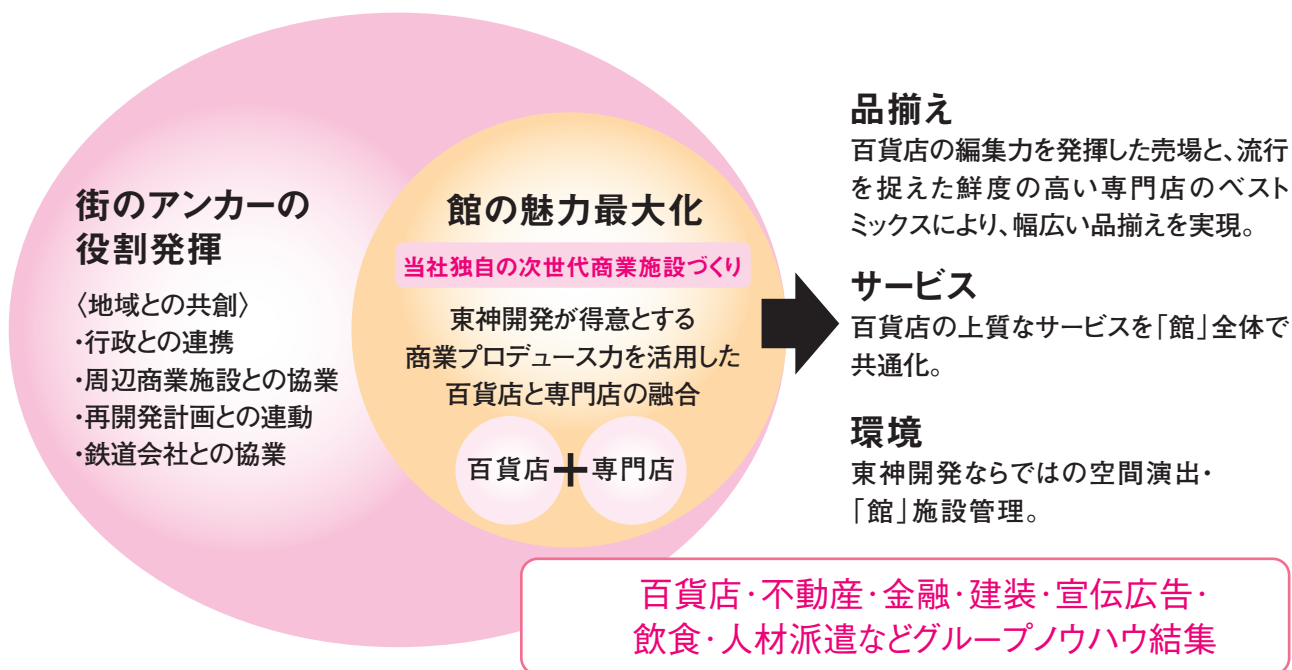 街のアンカーの
役割発揮
〈地域との共創〉
・行政との連携
・周辺商業施設との協業
・再開発計画との連動
・鉄道会社との協業
館の魅力最大化
当社独自の次世代商業施設づくり
東神開発が得意とする
商業プロデュース力を活用した
百貨店と専門店の融合
百貨店+専門店
品揃え
百貨店の編集力を発揮した売場と、流行
を捉えた鮮度の高い専門店のベスト
ミックスにより、幅広い品揃えを実現。
サービス
百貨店の上質なサービスを「館」全体で
共通化。
環境
東神開発ならではの空間演出・
「館」施設管理。
百貨店・不動産・金融・建装・宣伝広告・
飲食・人材派遣などグループノウハウ結集